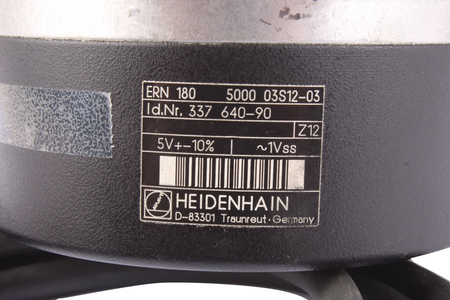 ERN 180 5000 03S12-03
Id.Nr. 337 640-90
Z12
5V+-10% ~1Vss
HEIDENHAIN
D-83301 Traunreut·Germany